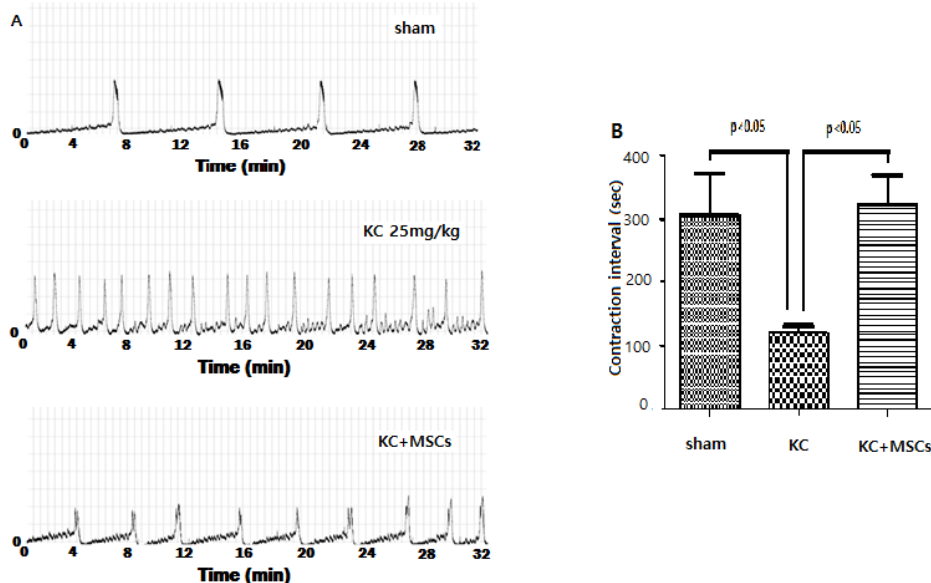 A
sham
0
0 4 8 12 16 20 24 28 32
Time (min)
KC 25mg/kg
0
0 4 8 12 16 20 24 28 32
Time (min)
KC+MSCs
0
0 4 8 12 16 20 24 28 32
Time (min)
B
p<0.05 p<0.05
Contraction interval (sec)
400
300
200
100
0
sham KC KC+MSCs